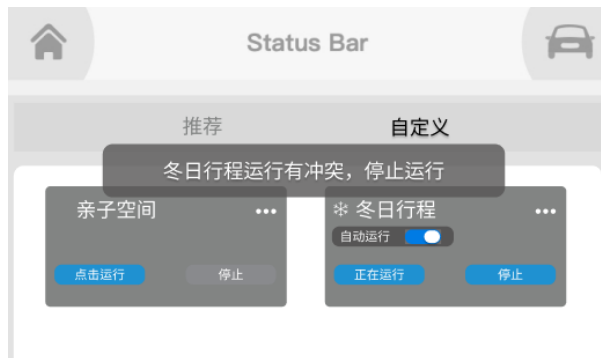 Status Bar
推荐 自定义
冬日行程运行有冲突，停止运行
亲子空间 冬日行程
自动运行
点击运行 停止 正在运行 停止